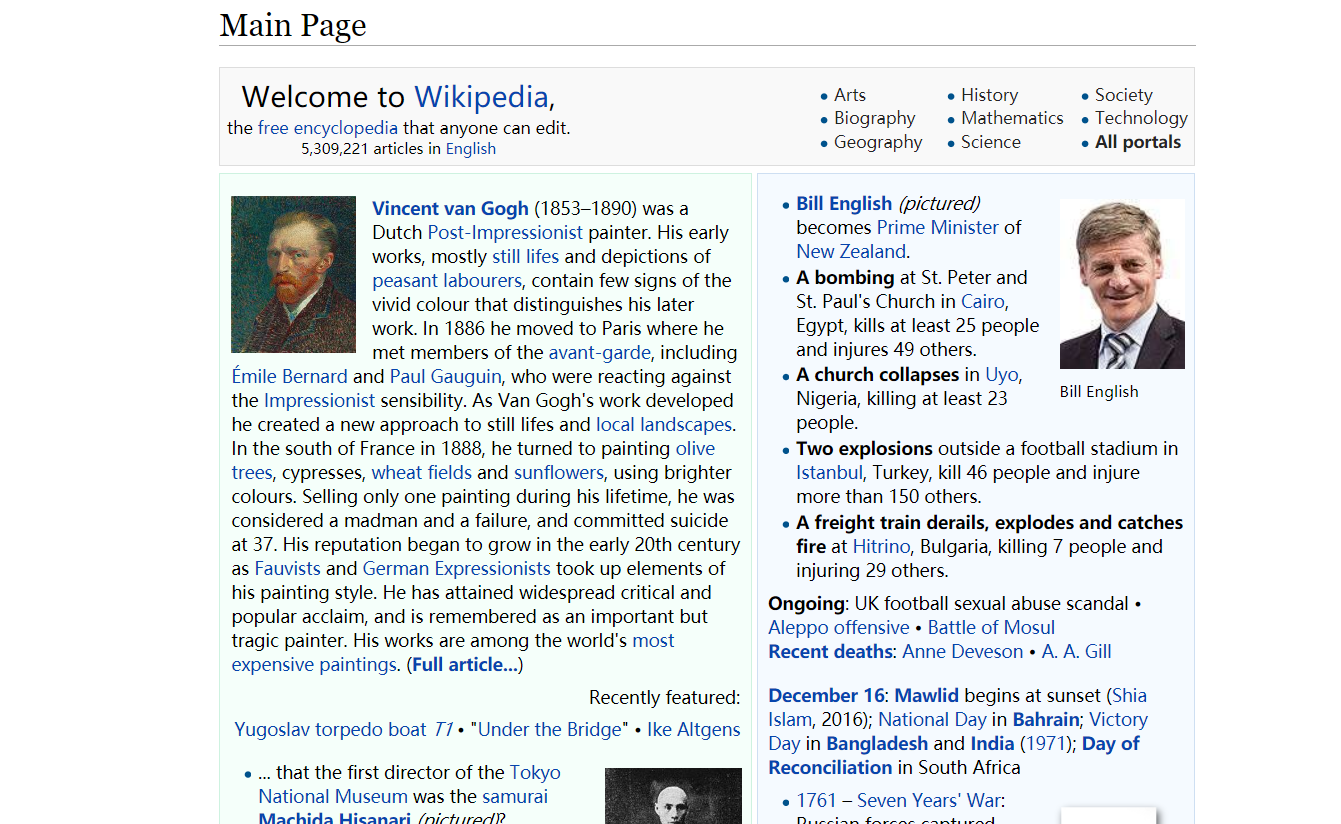 Main Page
Welcome to Wikipedia,
the free encyclopedia that anyone can edit.
5,309,221 articles in English
Arts
Biography
Geography
History
Mathematics
Science
Society
Technology
All portals
Vincent van Gogh (1853–1890) was a
Dutch Post-Impressionist painter. His early
works, mostly still lifes and depictions of
peasant labourers, contain few signs of the
vivid colour that distinguishes his later
work. In 1886 he moved to Paris where he
met members of the avant-garde, including
Émile Bernard and Paul Gauguin, who were reacting against
the Impressionist sensibility. As Van Gogh's work developed
he created a new approach to still lifes and local landscapes.
In the south of France in 1888, he turned to painting olive
trees, cypresses, wheat fields and sunflowers, using brighter
colours. Selling only one painting during his lifetime, he was
considered a madman and a failure, and committed suicide
at 37. His reputation began to grow in the early 20th century
as Fauvists and German Expressionists took up elements of
his painting style. He has attained widespread critical and
popular acclaim, and is remembered as an important but
tragic painter. His works are among the world's most
expensive paintings. (Full article...)
Recently featured:
Yugoslav torpedo boat T1 • "Under the Bridge" • Ike Altgens
... that the first director of the Tokyo
National Museum was the samurai
Machida Hisanari (pictured)?
Bill English (pictured)
becomes Prime Minister of
New Zealand.
A bombing at St. Peter and
St. Paul's Church in Cairo,
Egypt, kills at least 25 people
and injures 49 others.
A church collapses in Uyo,
Nigeria, killing at least 23
people.
Bill English
Two explosions outside a football stadium in
Istanbul, Turkey, kill 46 people and injure
more than 150 others.
A freight train derails, explodes and catches
fire at Hitrino, Bulgaria, killing 7 people and
injuring 29 others.
Ongoing: UK football sexual abuse scandal •
Aleppo offensive • Battle of Mosul
Recent deaths: Anne Deveson • A. A. Gill
December 16: Mawlid begins at sunset (Shia
Islam, 2016); National Day in Bahrain; Victory
Day in Bangladesh and India (1971); Day of
Reconciliation in South Africa
1761 – Seven Years' War:
Russian forces captured